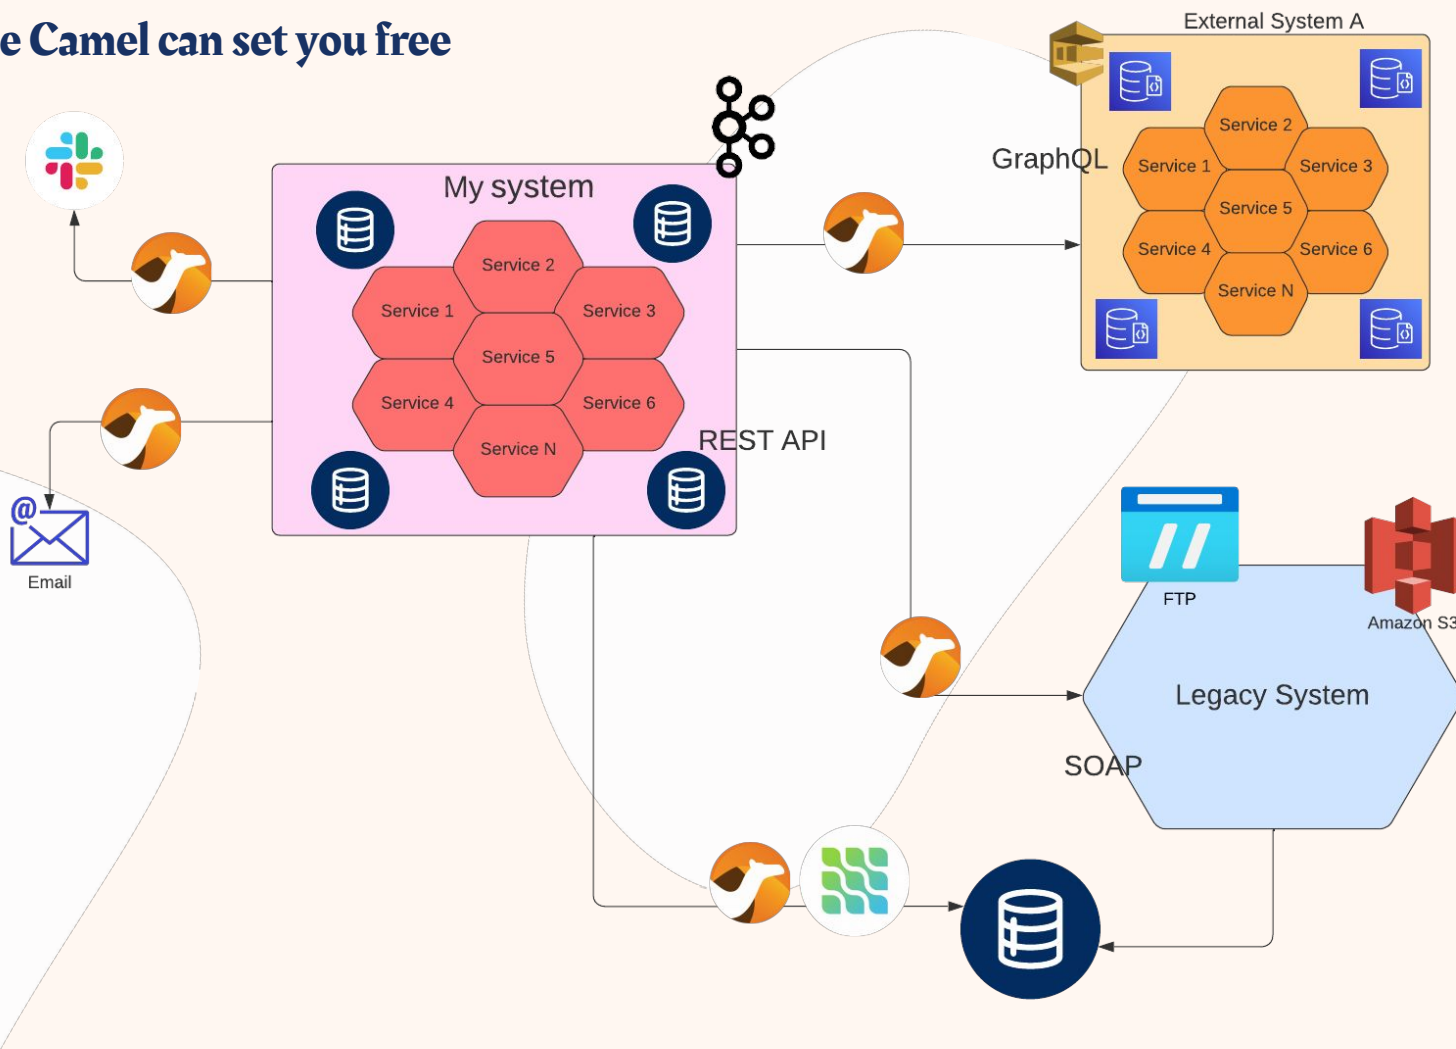 e Camel can set you free
External System A
GraphQL
Service 2
Service 1
Service 3
Service 5
Service 4
Service 6
Service N
My system
Service 2
Service 1
Service 3
Service 5
Service 4
Service 6
Service N
REST API
@
Email
FTP
Amazon S3
Legacy System
SOAP